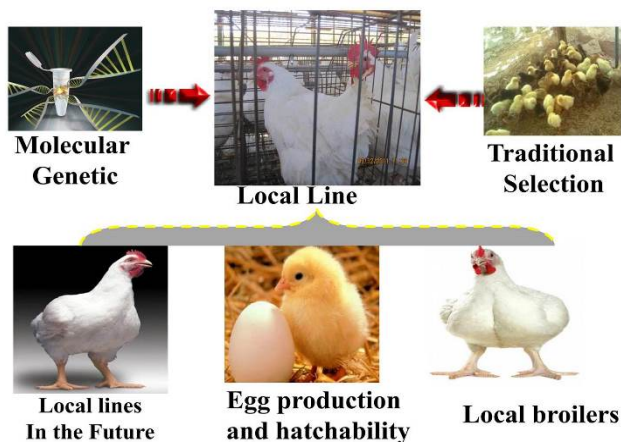 Molecular
Genetic
Local Line
Traditional
Selection
Local lines
In the Future
Egg production
and hatchability
Local broilers